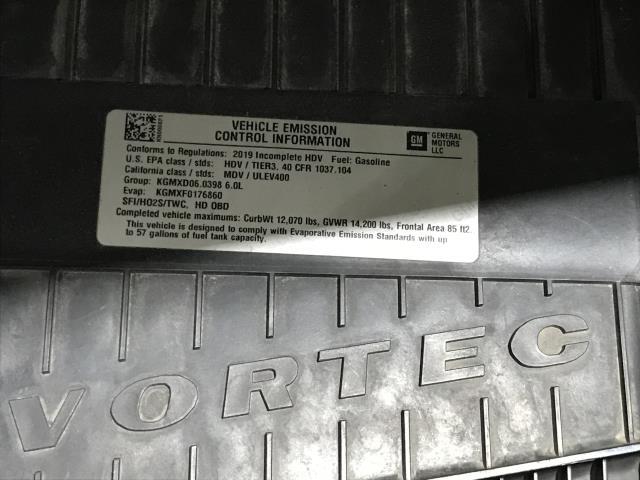 VEHICLE EMISSION
CONTROL INFORMATION
GM GENERAL MOTORS LLC
Conforms to Regulations: 2019 Incomplete HDV Fuel: Gasoline
U.S. EPA class / stds: HDV / TIER3, 40 CFR 1037.104
California class / stds: MDV / ULEV400
Group: KGMXD06.0398 6.0L
Evap: KGMXF0176860
SFI/HO2S/TWC, HD OBD
Completed vehicle maximums: CurbWt 12,070 lbs, GVWR 14,200 lbs, Frontal Area 85 ft2
This vehicle is designed to comply with Evaporative Emission Standards with up
to 57 gallons of fuel tank capacity.
VORTEC